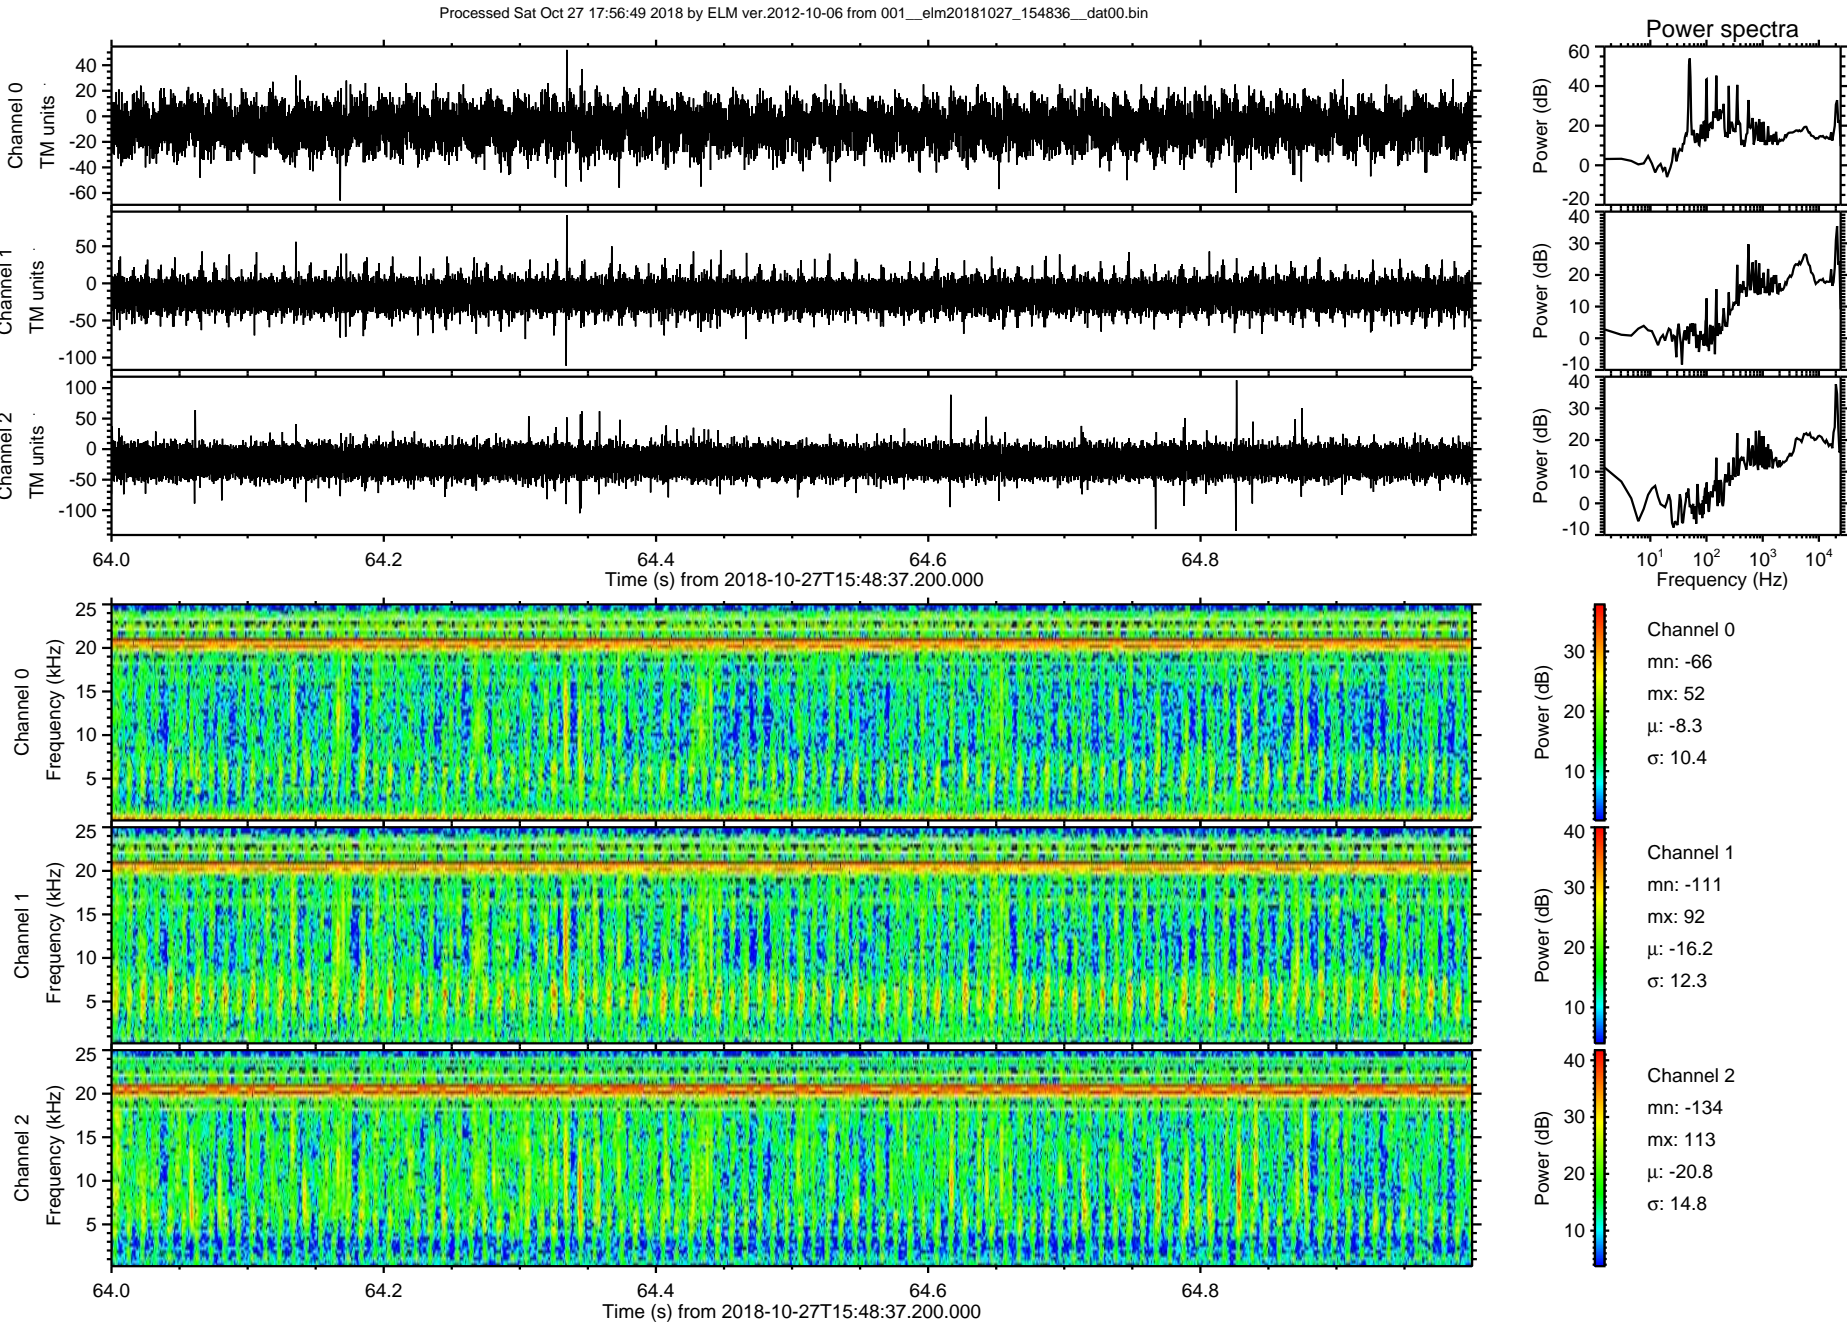 Processed Sat Oct 27 17:56:49 2018 by ELM ver.2012-10-06 from 001__elm20181027_154836__dat00.bin
Power spectra
Channel 0
TM units
40
20
0
-20
-40
-60
Power (dB)
60
40
20
0
-20
Channel 1
TM units
50
0
-50
-100
Power (dB)
40
30
20
10
0
-10
Channel 2
TM units
100
50
0
-50
-100
Power (dB)
40
30
20
10
0
-10
64.0 64.2 64.4 64.6 64.8
Time (s) from 2018-10-27T15:48:37.200.000
10^1 10^2 10^3 10^4
Frequency (Hz)
Channel 0
Frequency (kHz)
25
20
15
10
5
Power (dB)
30
20
10
Channel 0
mn: -66
mx: 52
μ: -8.3
σ: 10.4
Channel 1
Frequency (kHz)
25
20
15
10
5
Power (dB)
40
30
20
10
Channel 1
mn: -111
mx: 92
μ: -16.2
σ: 12.3
Channel 2
Frequency (kHz)
25
20
15
10
5
Power (dB)
40
30
20
10
Channel 2
mn: -134
mx: 113
μ: -20.8
σ: 14.8
64.0 64.2 64.4 64.6 64.8
Time (s) from 2018-10-27T15:48:37.200.000